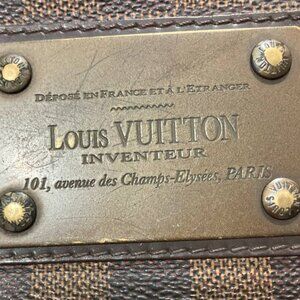 DÉPOSÉ EN FRANCE ET À L'ETRANGER
LOUIS VUITTON
INVENTEUR
101, avenue des Champs-Elysées, PARIS